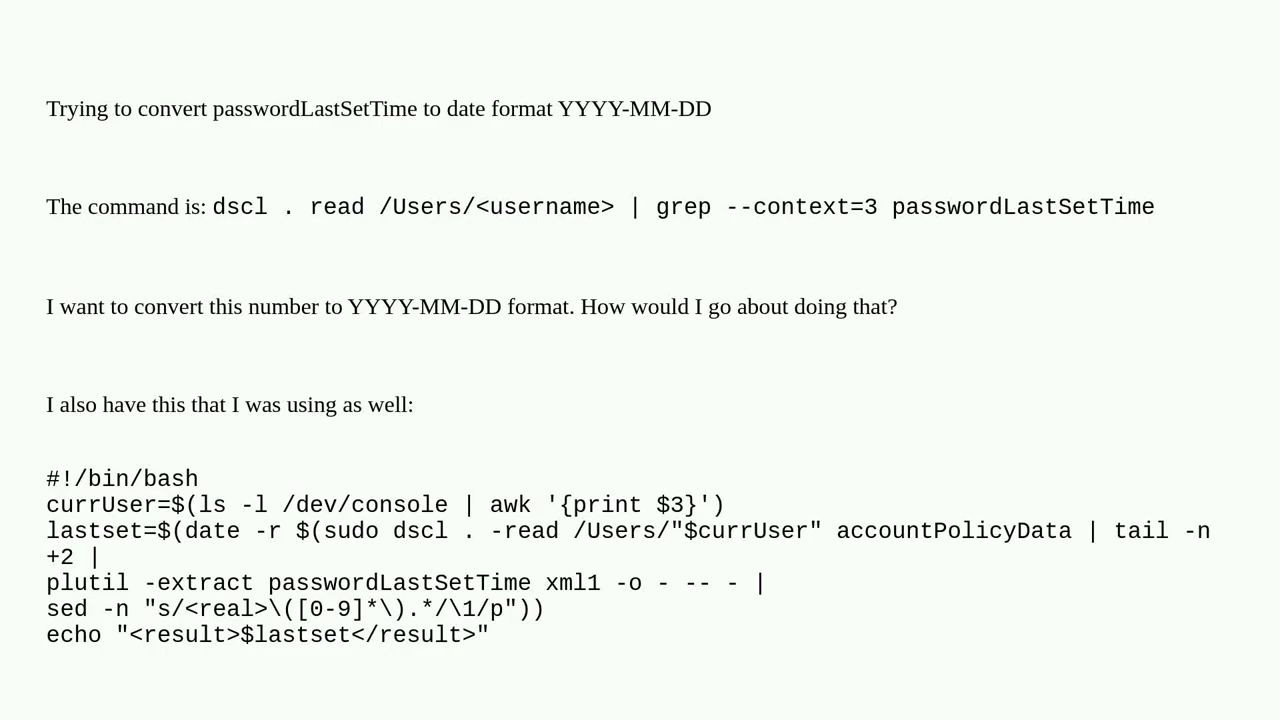 Trying to convert passwordLastSetTime to date format YYYY-MM-DD
The command is: dscl . read /Users/<username> | grep --context=3 passwordLastSetTime
I want to convert this number to YYYY-MM-DD format. How would I go about doing that?
I also have this that I was using as well:
#!/bin/bash
currUser=$(ls -l /dev/console | awk '{print $3}')
lastset=$(date -r $(sudo dscl . -read /Users/"$currUser" accountPolicyData | tail -n
+2 |
plutil -extract passwordLastSetTime xml1 -o - -- - |
sed -n "s/<real>\([0-9]*\).*/\1/p"))
echo "<result>$lastset</result>"